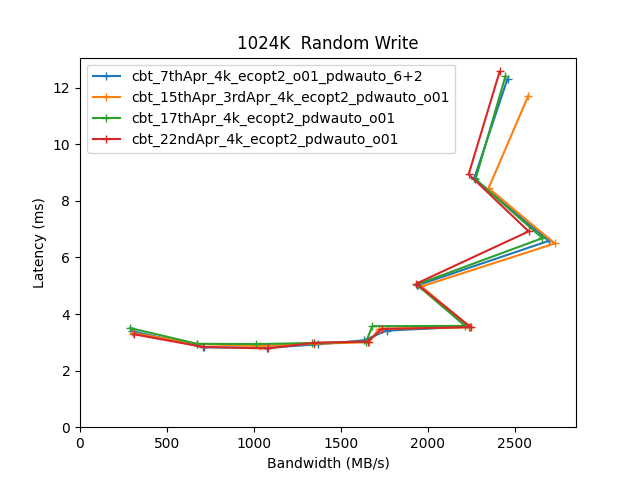 1024K  Random Write
cbt_7thApr_4k_ecopt2_o01_pdwauto_6+2
cbt_15thApr_3rdApr_4k_ecopt2_pdwauto_o01
cbt_17thApr_4k_ecopt2_pdwauto_o01
cbt_22ndApr_4k_ecopt2_pdwauto_o01
12
10
8
6
4
2
0
Latency (ms)
0 500 1000 1500 2000 2500
Bandwidth (MB/s)